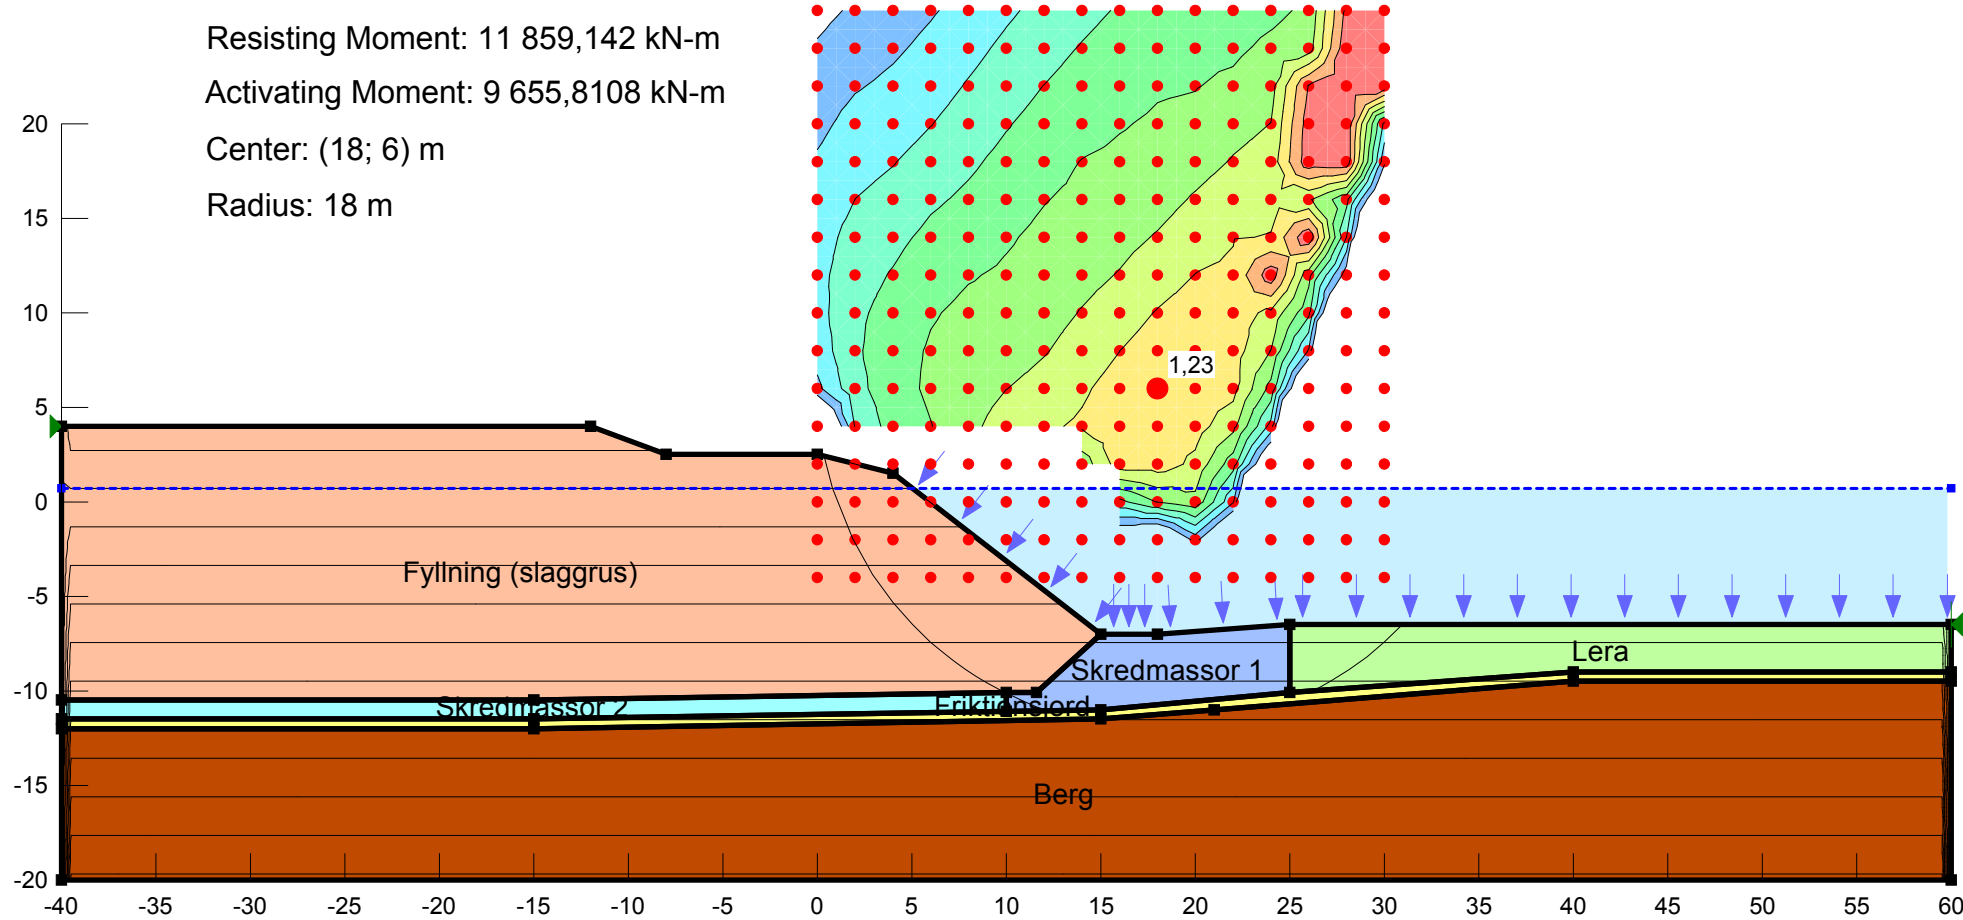 Resisting Moment: 11 859,142 kN-m
Activating Moment: 9 655,8108 kN-m
Center: (18; 6) m
Radius: 18 m
20
15
10
5
0
-5
-10
-15
-20
1,23
Fyllning (slaggrus)
Lera
Skredmassor 1
Skredmassor 2
Friktionsjord
Berg
-40 -35 -30 -25 -20 -15 -10 -5 0 5 10 15 20 25 30 35 40 45 50 55 60